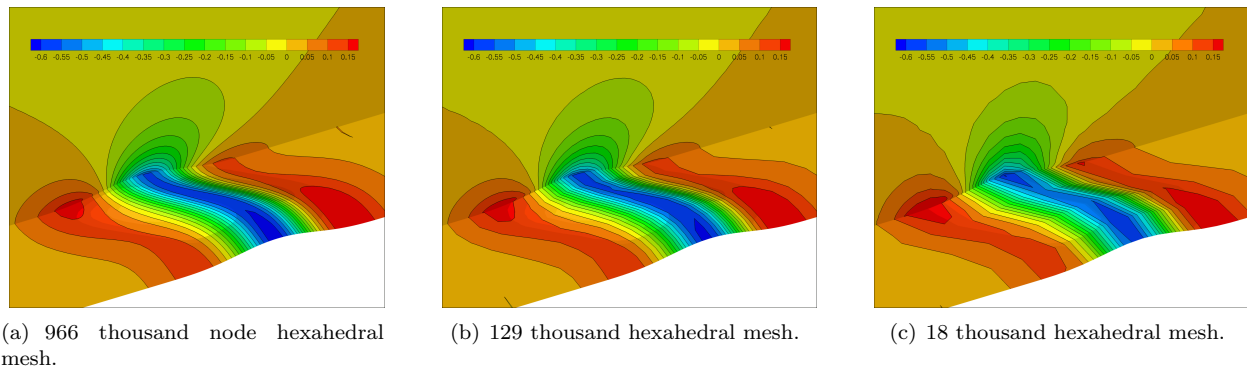 -0.6 -0.55 -0.5 -0.45 -0.4 -0.35 -0.3 -0.25 -0.2 -0.15 -0.1 -0.05 0 0.05 0.1 0.15
-0.6 -0.55 -0.5 -0.45 -0.4 -0.35 -0.3 -0.25 -0.2 -0.15 -0.1 -0.05 0 0.05 0.1 0.15
-0.6 -0.55 -0.5 -0.45 -0.4 -0.35 -0.3 -0.25 -0.2 -0.15 -0.1 -0.05 0 0.05 0.1 0.15
(a) 966 thousand node hexahedral
mesh.
(b) 129 thousand hexahedral mesh.
(c) 18 thousand hexahedral mesh.